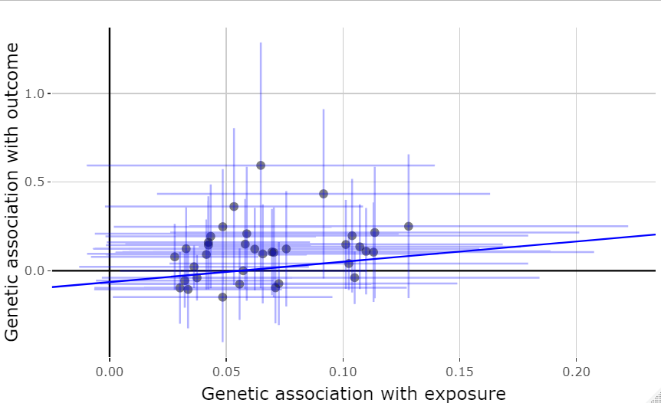 Genetic association with outcome
1.0
0.5
0.0
0.00 0.05 0.10 0.15 0.20
Genetic association with exposure